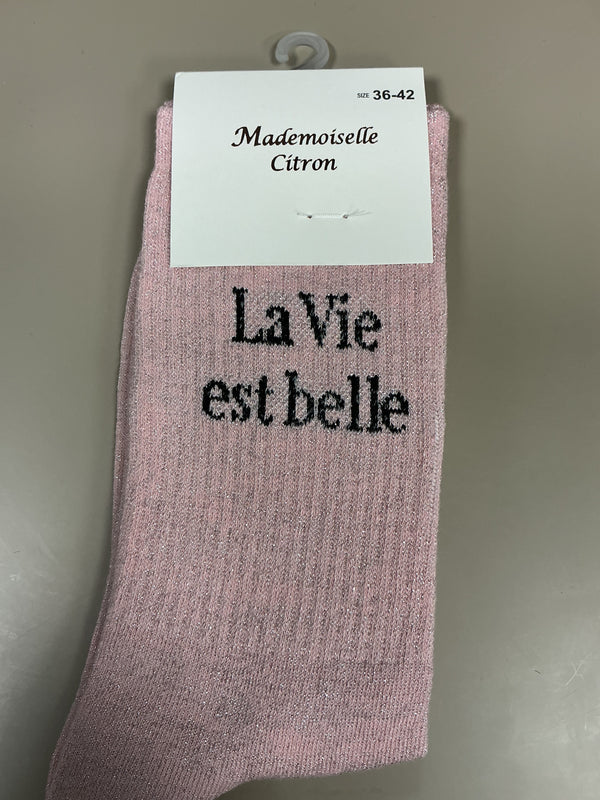 SIZE 36-42
Mademoiselle
Citron
La Vie
est belle